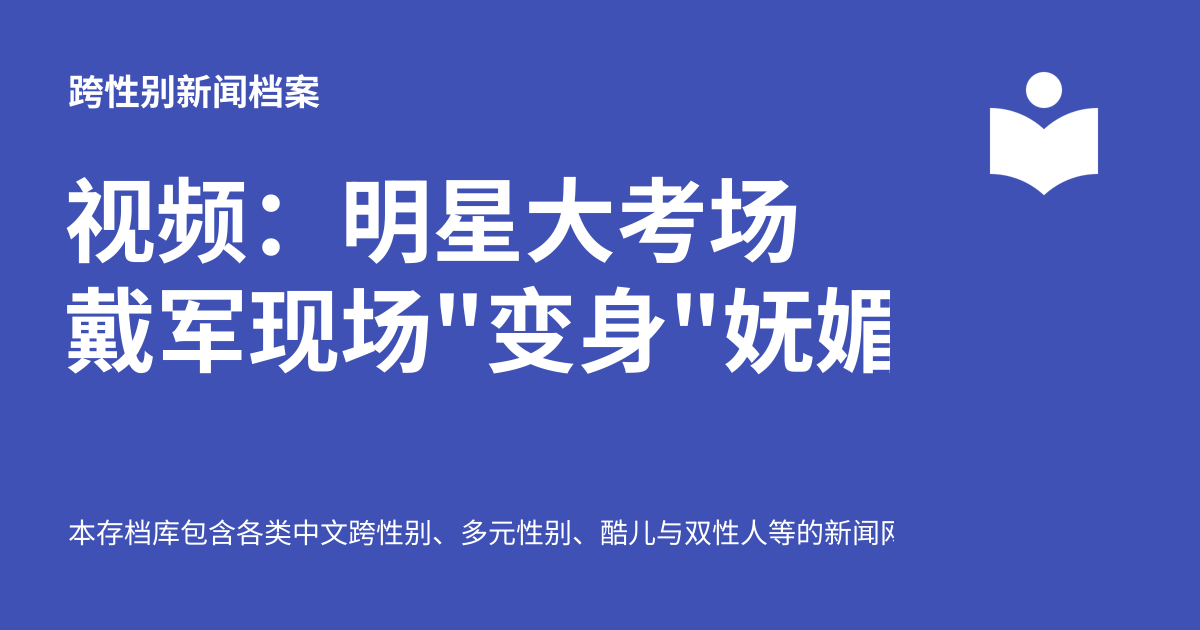 跨性别新闻档案
视频：明星大考场
戴军现场"变身"妩媚
本存档库包含各类中文跨性别、多元性别、酷儿与双性人等的新闻